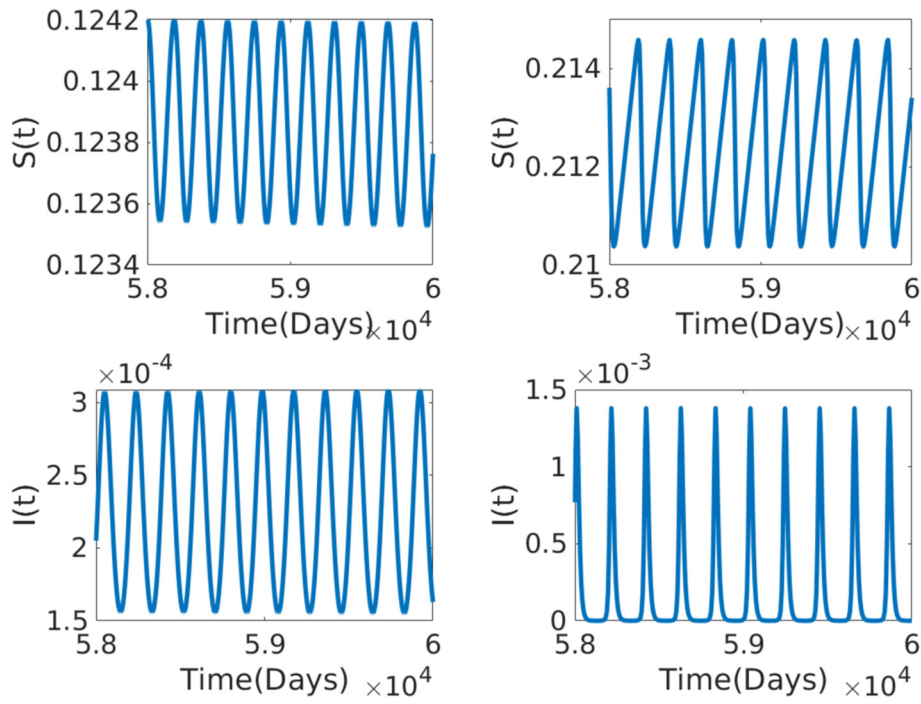 0.1242
0.124
0.1238
0.1236
0.1234
S(t)
5.8 5.9 6
Time(Days) ×10^4
0.214
0.212
0.21
S(t)
5.8 5.9 6
Time(Days) ×10^4
×10^-4
3
2.5
2
1.5
I(t)
5.8 5.9 6
Time(Days) ×10^4
×10^-3
1.5
1
0.5
0
I(t)
5.8 5.9 6
Time(Days) ×10^4